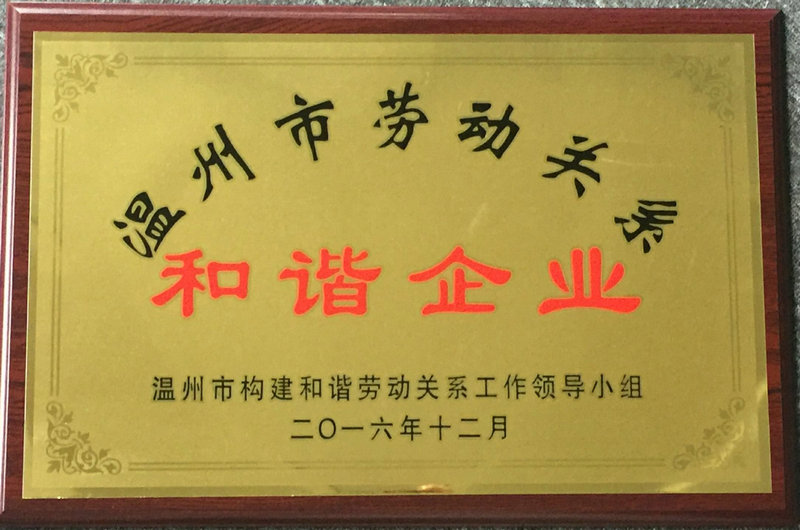 温州市劳动关系
和谐企业
温州市构建和谐劳动关系工作领导小组
二〇一六年十二月